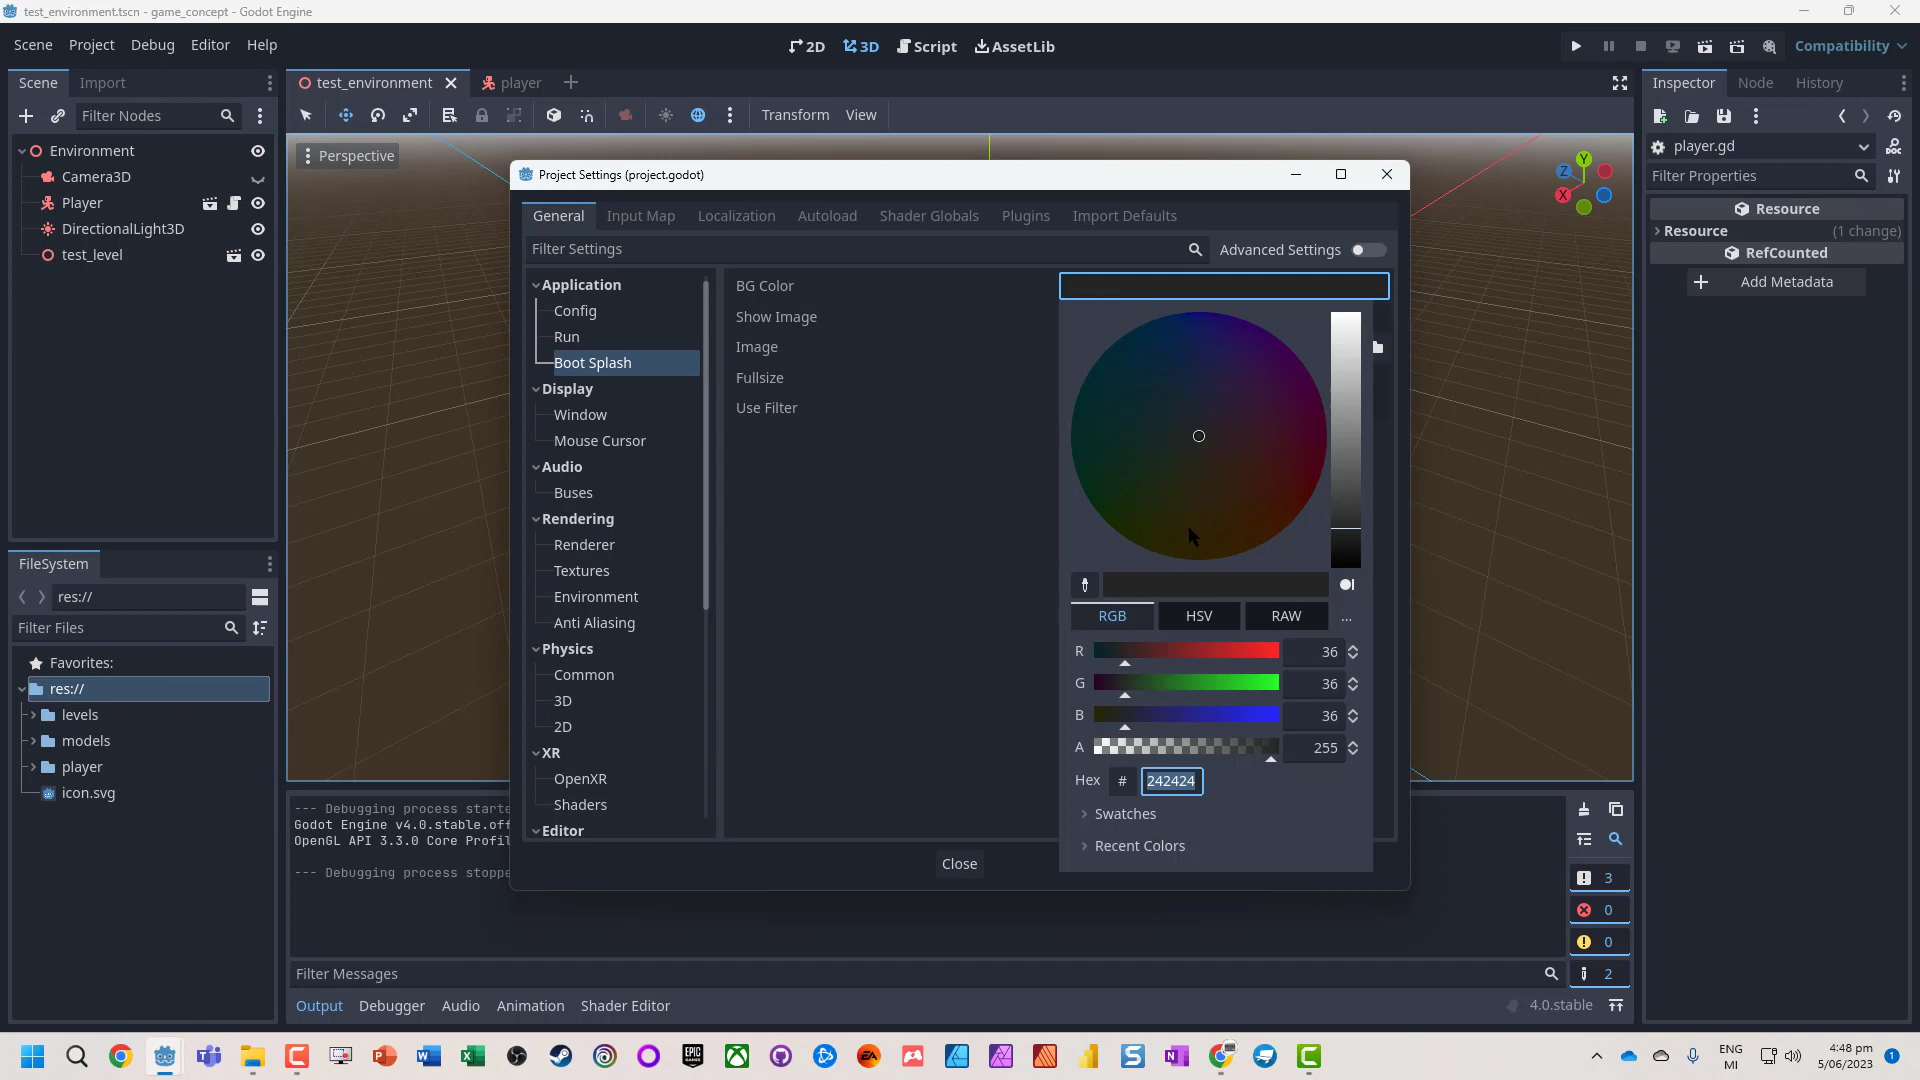 test_environment.tscn - game_concept - Godot Engine
Scene Project Debug Editor Help
2D 3D Script AssetLib
Compatibility
Scene Import
test_environment player
Inspector Node History
Filter Nodes
Transform View
Environment
Camera3D
Player
DirectionalLight3D
test_level
Perspective
player.gd
Filter Properties
Resource
Resource (1 change)
RefCounted
Add Metadata
Z Y X
Project Settings (project.godot)
General Input Map Localization Autoload Shader Globals Plugins Import Defaults
Filter Settings
Advanced Settings
Application
Config
Run
Boot Splash
Display
Window
Mouse Cursor
Audio
Buses
Rendering
Renderer
Textures
Environment
Anti Aliasing
Physics
Common
3D
2D
XR
OpenXR
Shaders
Editor
BG Color
Show Image
Image
Fullsize
Use Filter
RGB HSV RAW ...
R 36
G 36
B 36
A 255
Hex # 242424
Swatches
Recent Colors
Close
FileSystem
res://
Filter Files
Favorites:
res://
levels
models
player
icon.svg
--- Debugging process starte
Godot Engine v4.0.stable.off
OpenGL API 3.3.0 Core Profil
--- Debugging process stoppe
3
0
0
2
Filter Messages
Output Debugger Audio Animation Shader Editor
4.0.stable
ENG
MI
4:48 pm
5/06/2023
1